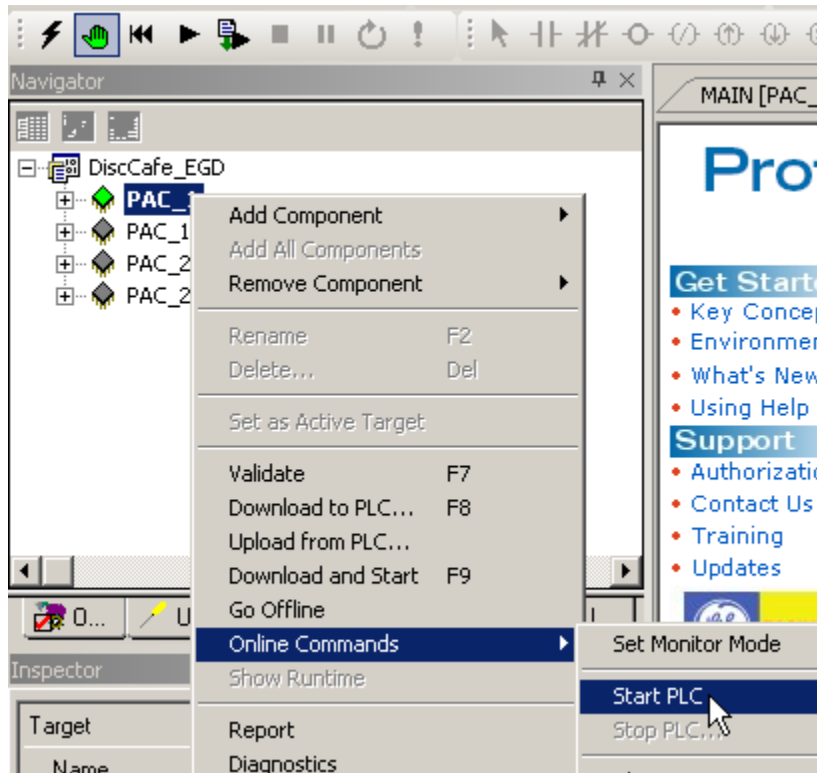 Navigator
MAIN [PAC_
DiscCafe_EGD
PAC_1
PAC_1
PAC_2
PAC_2
Add Component
Add All Components
Remove Component
Rename F2
Delete... Del
Set as Active Target
Validate F7
Download to PLC... F8
Upload from PLC...
Download and Start F9
Go Offline
Online Commands
Show Runtime
Report
Diagnostics
Set Monitor Mode
Start PLC
Stop PLC...
Pro
Get Start
Key Concep
Environmen
What's New
Using Help
Support
Authorizatio
Contact Us
Training
Updates
O...
U
Inspector
Target
Name